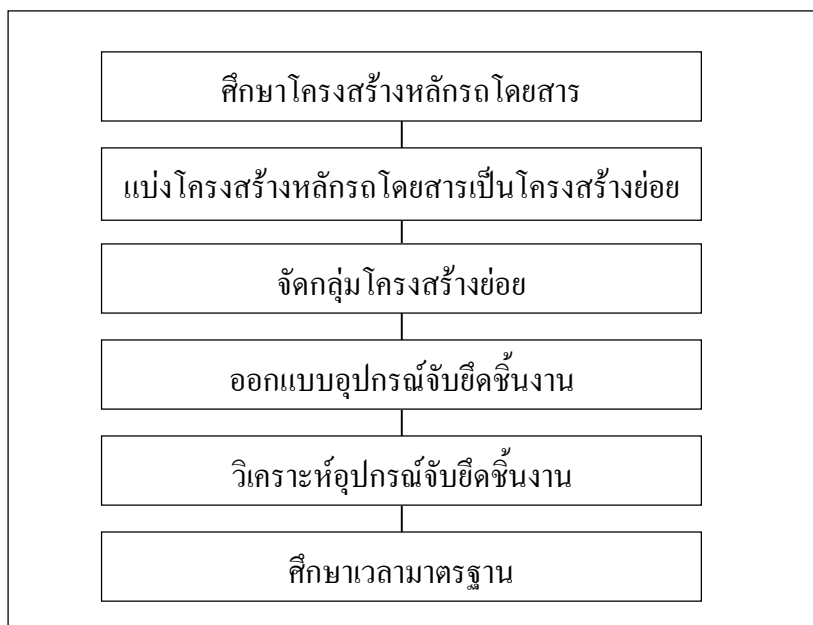 ศึกษาโครงสร้างหลักรถโดยสาร
แบ่งโครงสร้างหลักรถโดยสารเป็นโครงสร้างย่อย
จัดกลุ่มโครงสร้างย่อย
ออกแบบอุปกรณ์จับยึดชิ้นงาน
วิเคราะห์อุปกรณ์จับยึดชิ้นงาน
ศึกษาเวลามาตรฐาน